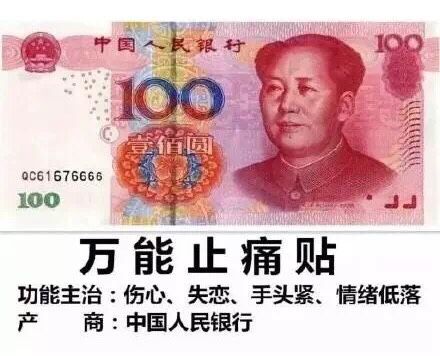 中国人民银行 100
100
壹佰圆
QC61676666
100
万能止痛贴
功能主治：伤心、失恋、手头紧、情绪低落
产 商：中国人民银行